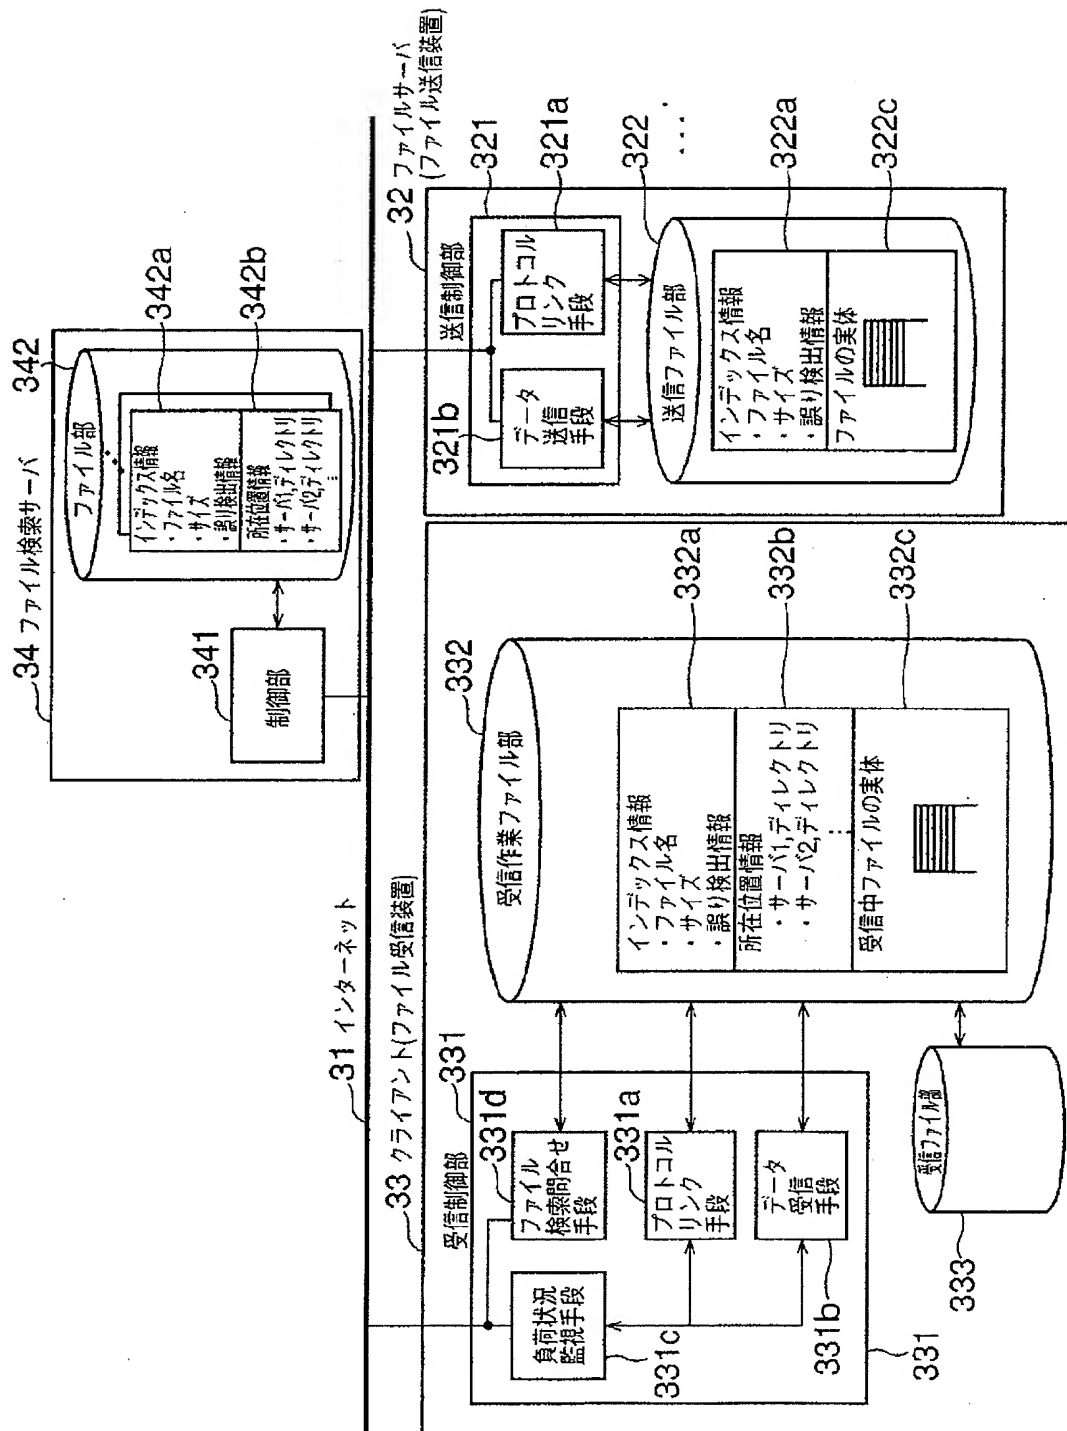 34 ファイル検索サーバ
341
制御部
342
ファイル部
インデックス情報
・ファイル名
・サイズ
・誤り検出情報
所在位置情報
・サーバ1,ディレクトリ
・サーバ2,ディレクトリ
342a
342b
31 インターネット
33 クライアント(ファイル受信装置)
受信制御部
331
負荷状況
監視手段
331c
331d
ファイル
検索問合せ
手段
331a
プロトコル
リンク
手段
データ
受信
手段
331b
331
332
受信作業ファイル部
インデックス情報
・ファイル名
・サイズ
・誤り検出情報
所在位置情報
・サーバ1,ディレクトリ
・サーバ2,ディレクトリ
受信中ファイルの実体
332a
332b
332c
受信ファイル部
333
32 ファイルサーバ
(ファイル送信装置)
送信制御部
321
321b
データ
送信
手段
プロトコル
リンク
手段
321a
322
送信ファイル部
インデックス情報
・ファイル名
・サイズ
・誤り検出情報
ファイルの実体
322a
322c